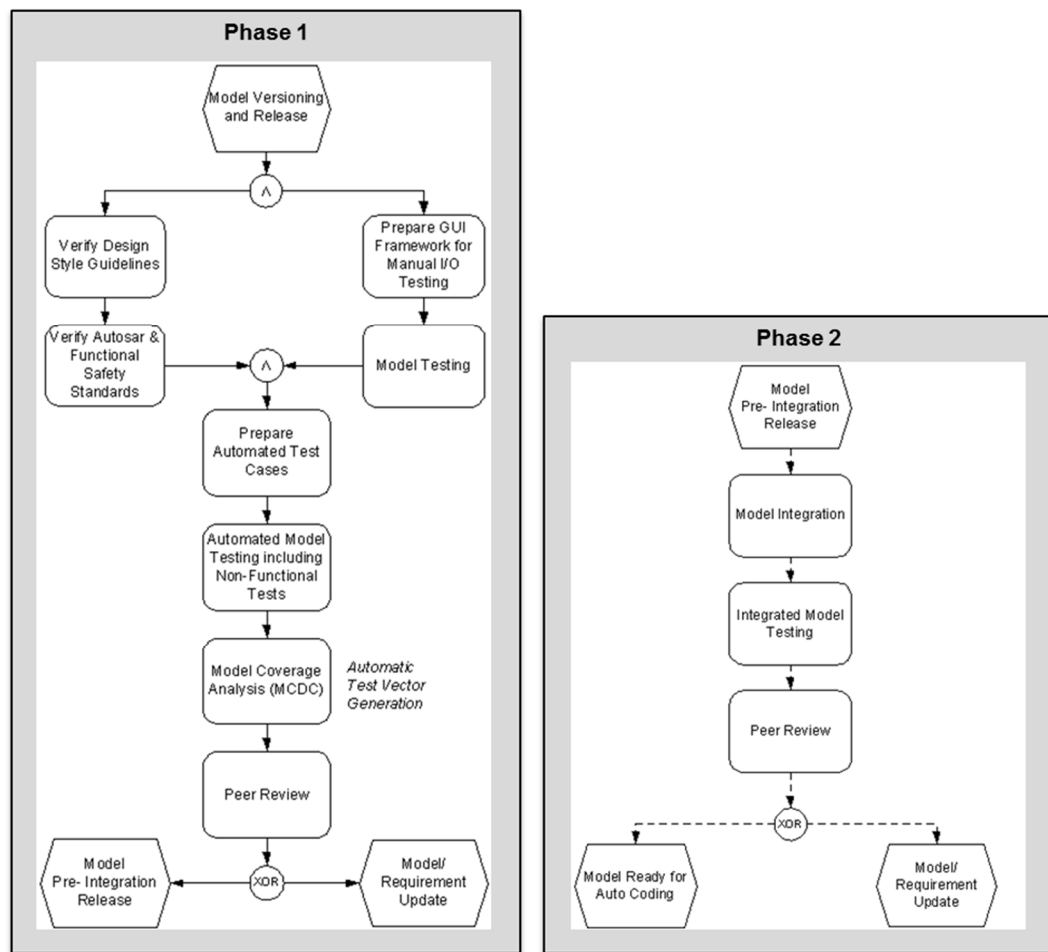 Phase 1
Model Versioning
and Release
Λ
Verify Design
Style Guidelines
Prepare GUI
Framework for
Manual I/O
Testing
Verify Autosar &
Functional
Safety
Standards
Λ
Model Testing
Prepare
Automated Test
Cases
Automated Model
Testing including
Non-Functional
Tests
Model Coverage
Analysis (MCDC)
Automatic
Test Vector
Generation
Peer Review
Model
Pre- Integration
Release
XOR
Model/
Requirement
Update
Phase 2
Model
Pre- Integration
Release
Model Integration
Integrated Model
Testing
Peer Review
XOR
Model Ready for
Auto Coding
Model/
Requirement
Update